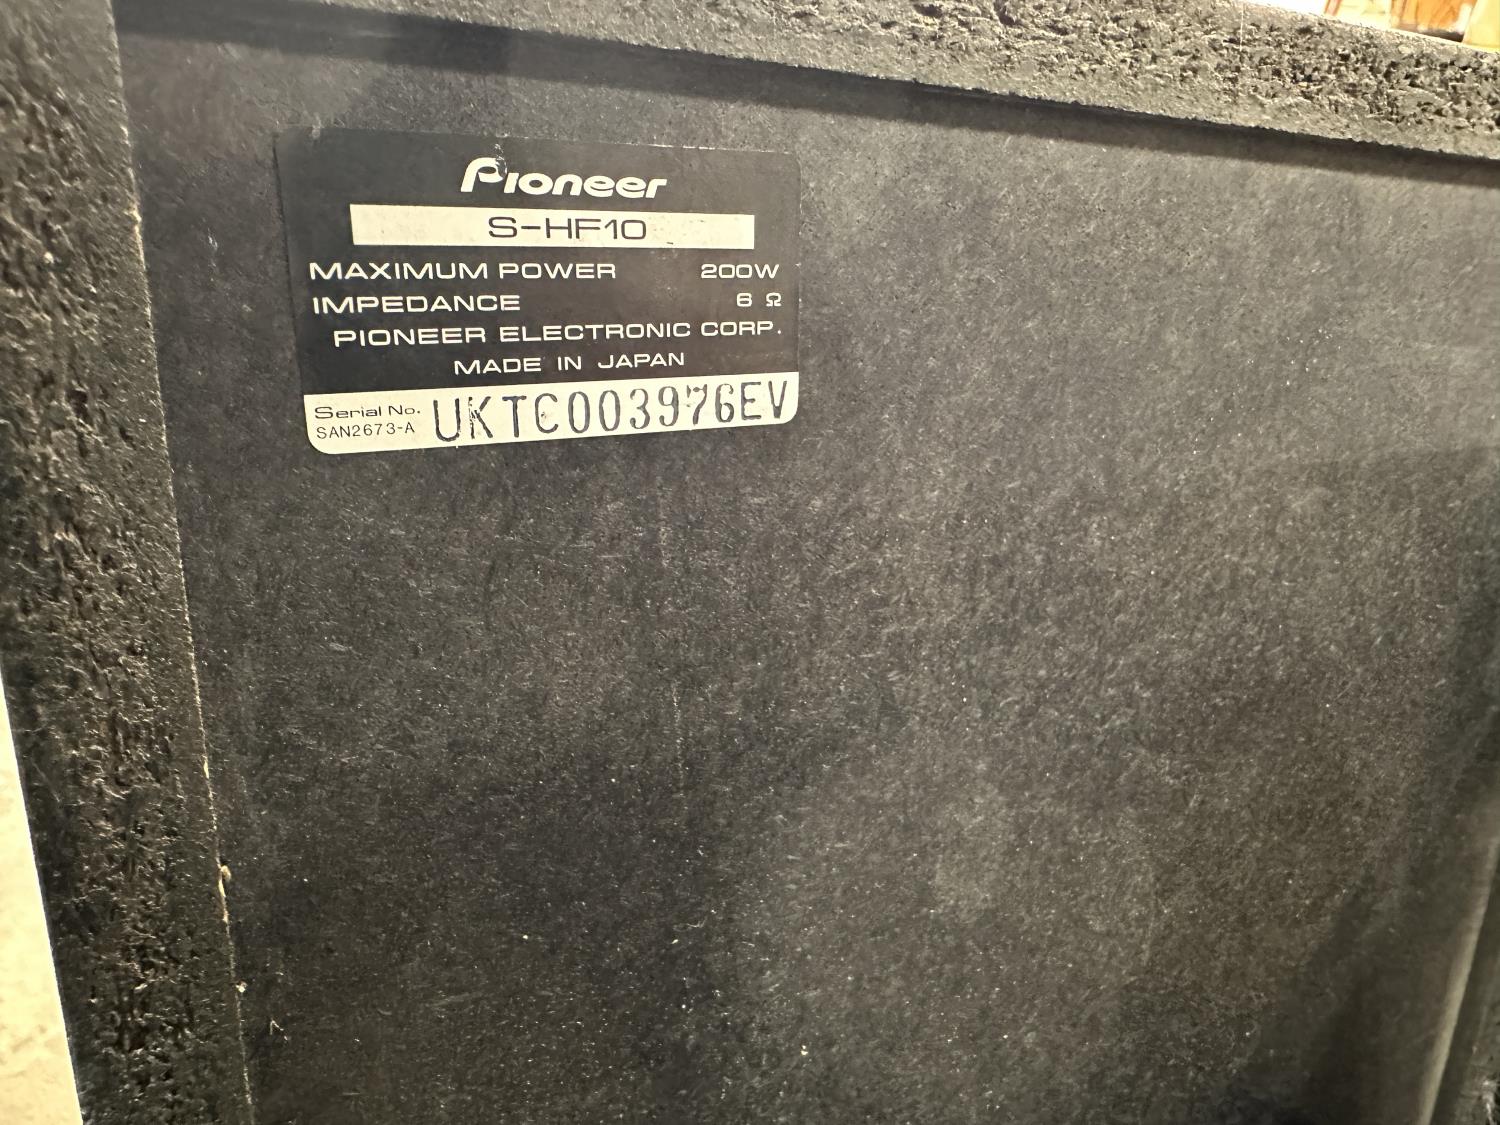 Pioneer
S-HF10
MAXIMUM POWER 200W
IMPEDANCE 6 Ω
PIONEER ELECTRONIC CORP.
MADE IN JAPAN
Serial No. UKTC003976EV
SAN2673-A